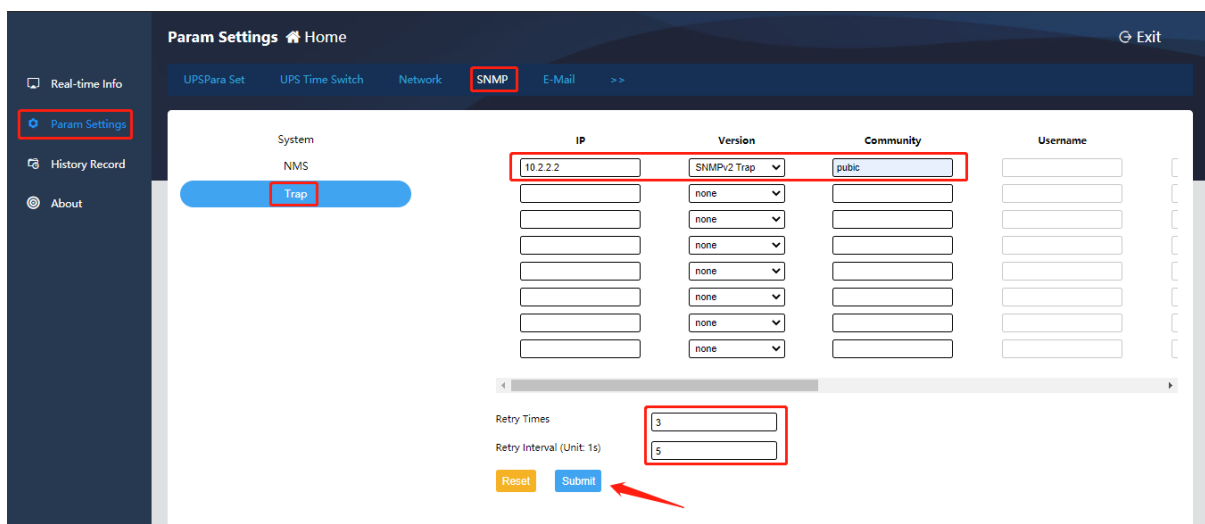 Param Settings Home
Exit
Real-time Info
Param Settings
History Record
About
UPSPara Set UPS Time Switch Network SNMP E-Mail >>
System
NMS
Trap
IP Version Community Username
10.2.2.2 SNMPv2 Trap pubic
none
none
none
none
none
none
none
Retry Times 3
Retry Interval (Unit: 1s) 5
Reset Submit